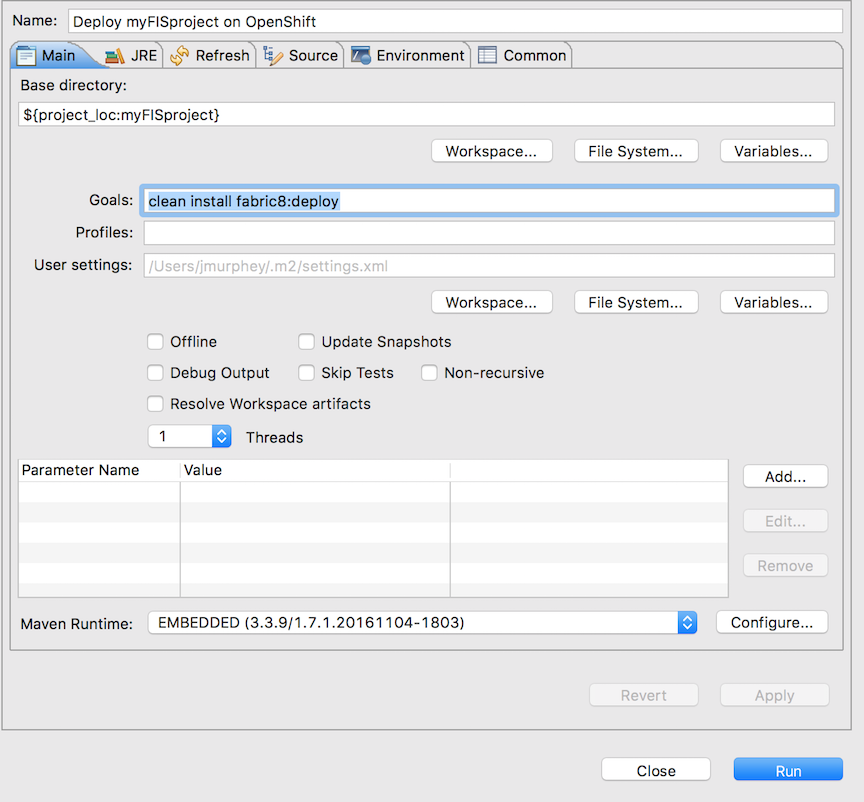 Name: Deploy myFISproject on OpenShift
Main JRE Refresh Source Environment Common
Base directory:
${project_loc:myFISproject}
Workspace... File System... Variables...
Goals: clean install fabric8:deploy
Profiles:
User settings: /Users/jmurphey/.m2/settings.xml
Workspace... File System... Variables...
Offline Update Snapshots
Debug Output Skip Tests Non-recursive
Resolve Workspace artifacts
1 Threads
Parameter Name Value
Add...
Edit...
Remove
Maven Runtime: EMBEDDED (3.3.9/1.7.1.20161104-1803) Configure...
Revert Apply
Close Run